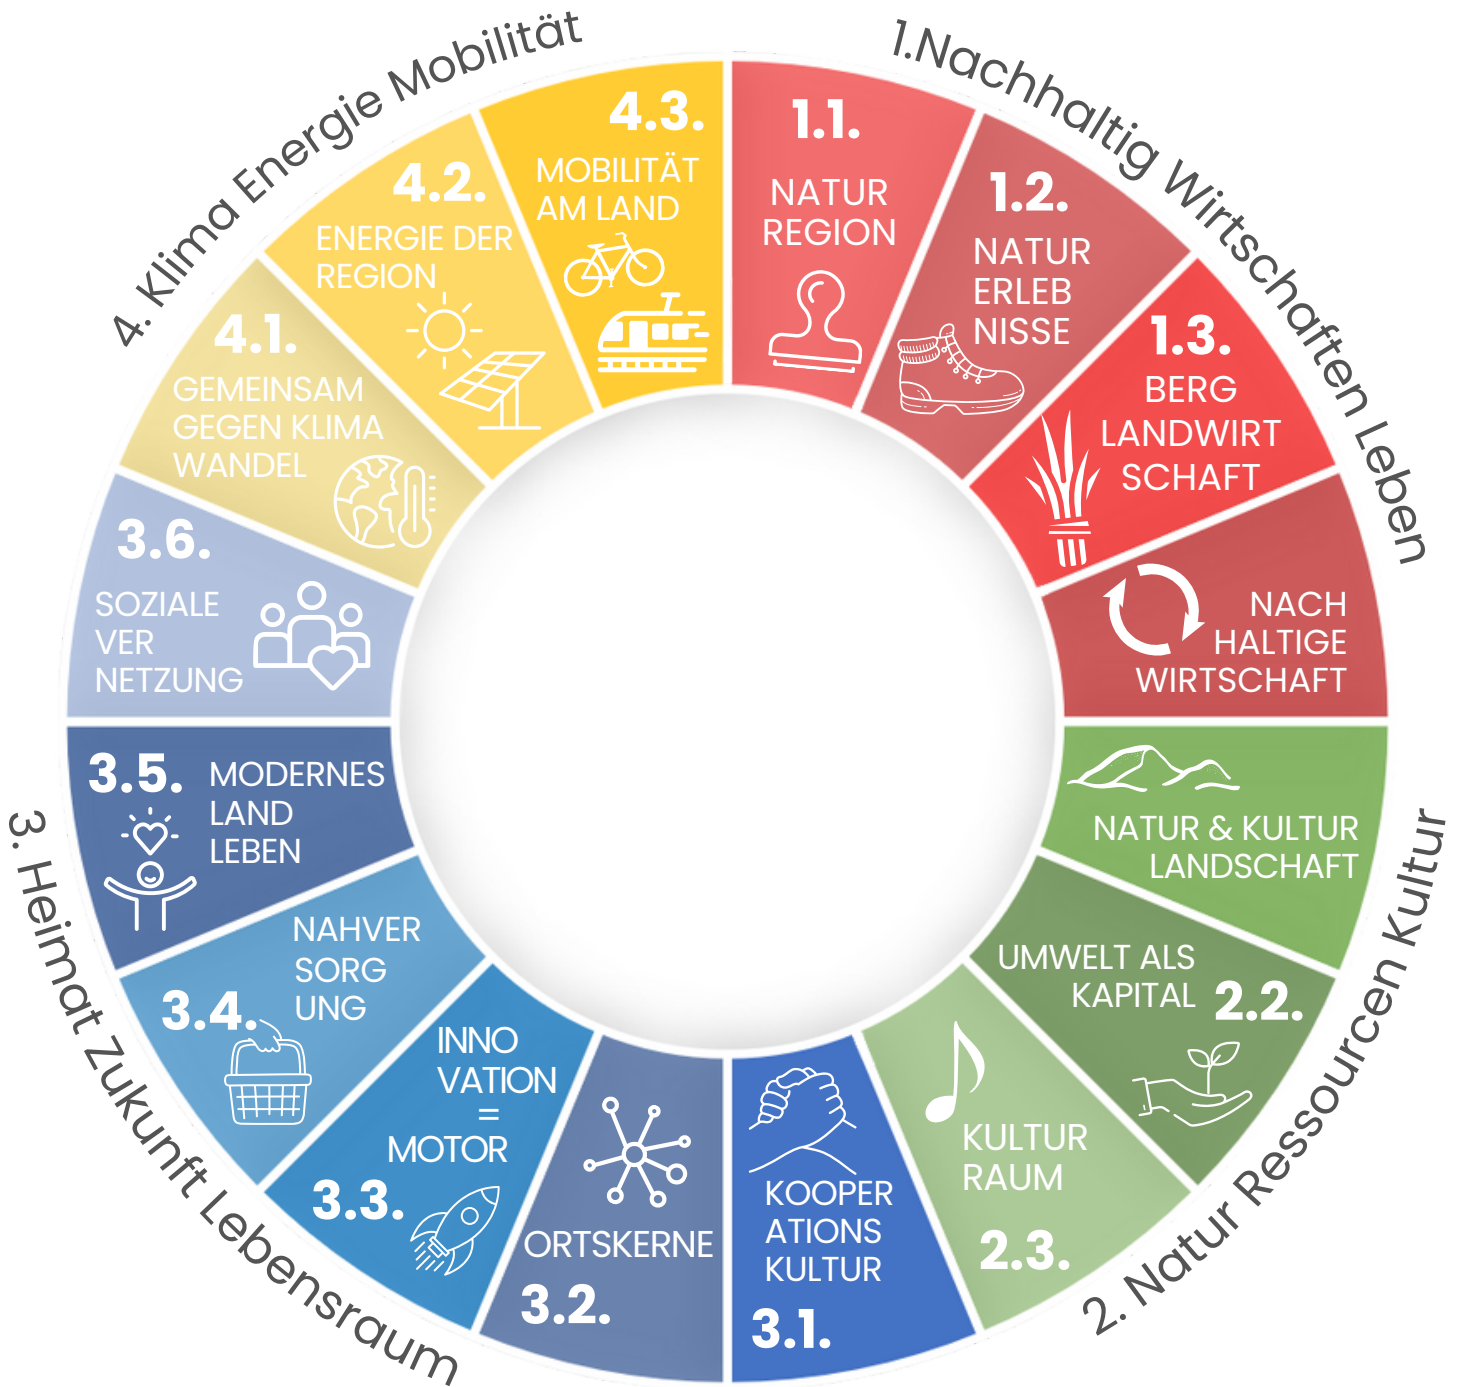 1.Nachhaltig Wirtschaften Leben
1.1.
NATUR
REGION
1.2.
NATUR
ERLEB
NISSE
1.3.
BERG
LANDWIRT
SCHAFT
NACH
HALTIGE
WIRTSCHAFT
2. Natur Ressourcen Kultur
NATUR & KULTUR
LANDSCHAFT
UMWELT ALS
KAPITAL
2.2.
KULTUR
RAUM
2.3.
3. Heimat Zukunft Lebensraum
KOOPER
ATIONS
KULTUR
3.1.
ORTSKERNE
3.2.
INNO
VATION
=
MOTOR
3.3.
NAHVER
SORG
UNG
3.4.
3.5.
MODERNES
LAND
LEBEN
3.6.
SOZIALE
VER
NETZUNG
4. Klima Energie Mobilität
4.1.
GEMEINSAM
GEGEN KLIMA
WANDEL
4.2.
ENERGIE DER
REGION
4.3.
MOBILITÄT
AM LAND